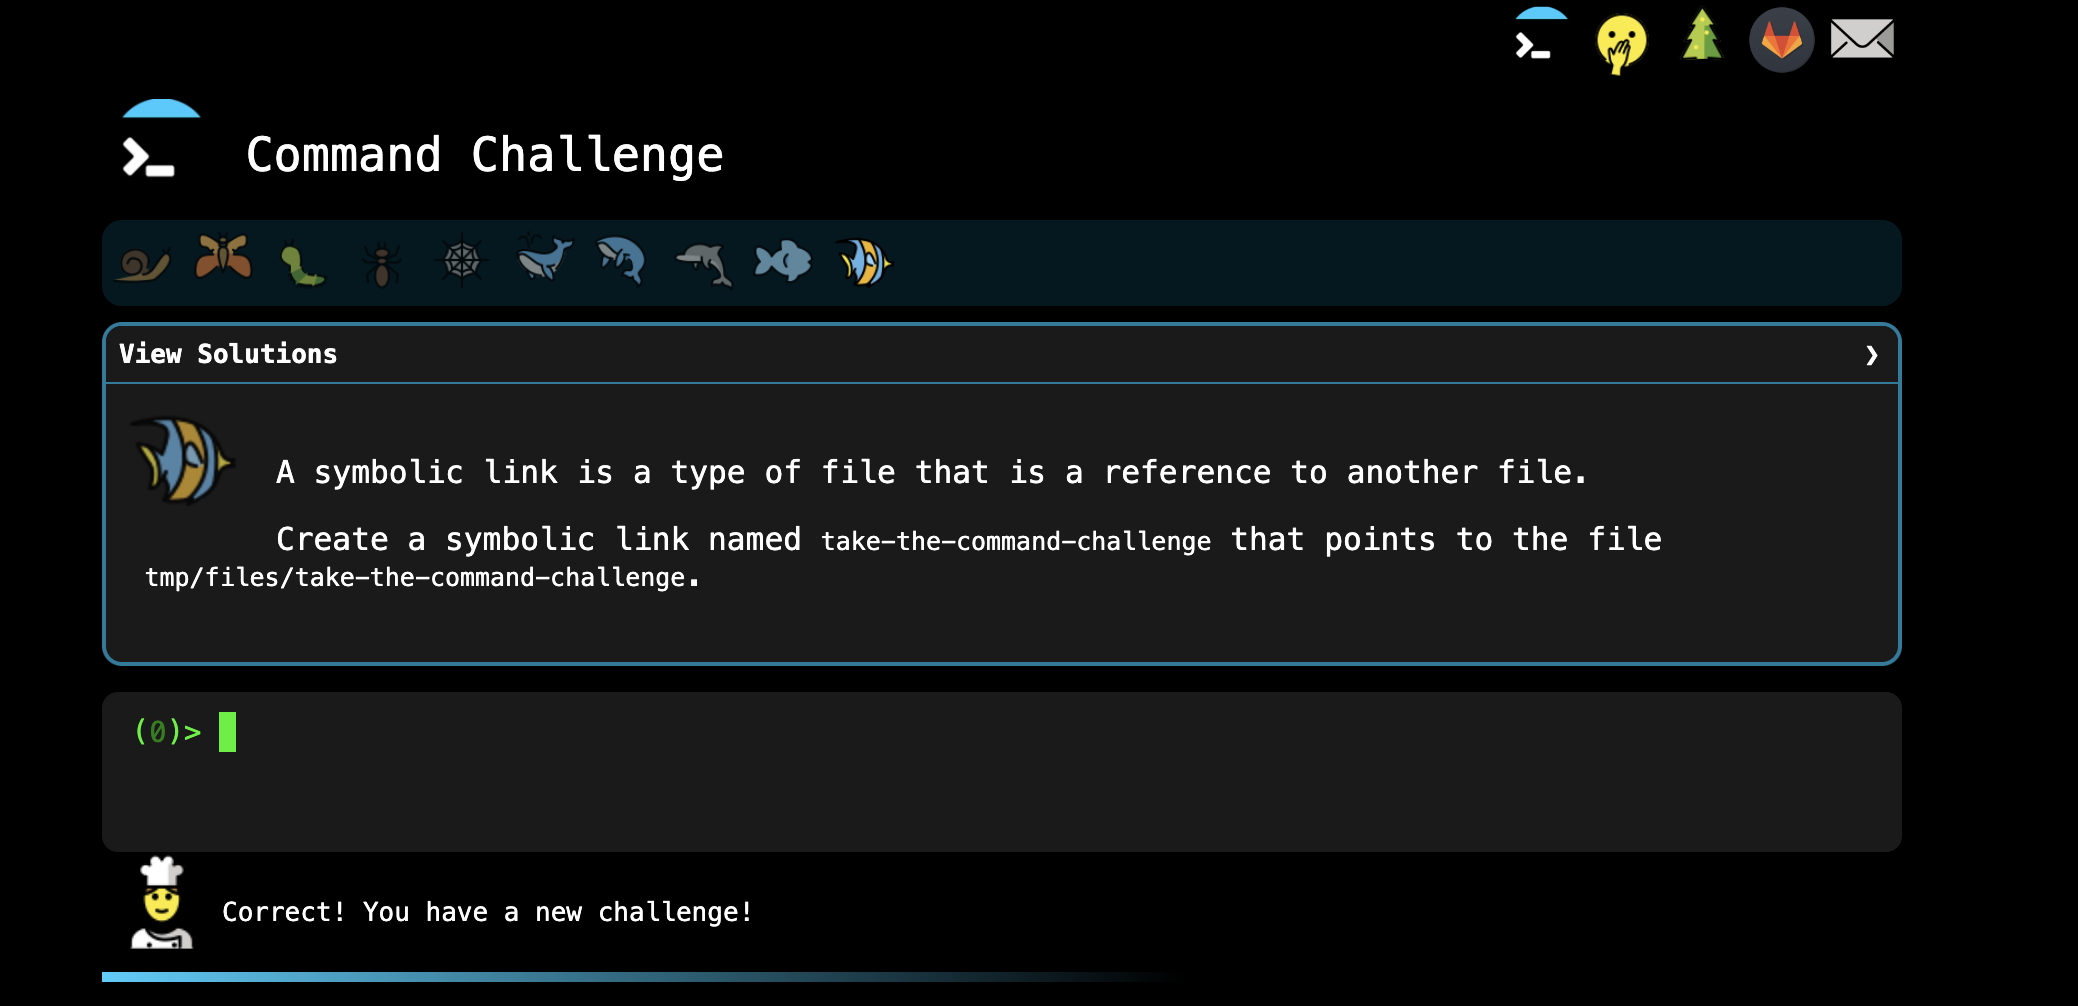 Command Challenge
View Solutions ❯
A symbolic link is a type of file that is a reference to another file.
Create a symbolic link named take-the-command-challenge that points to the file
tmp/files/take-the-command-challenge.
(0)>
Correct! You have a new challenge!